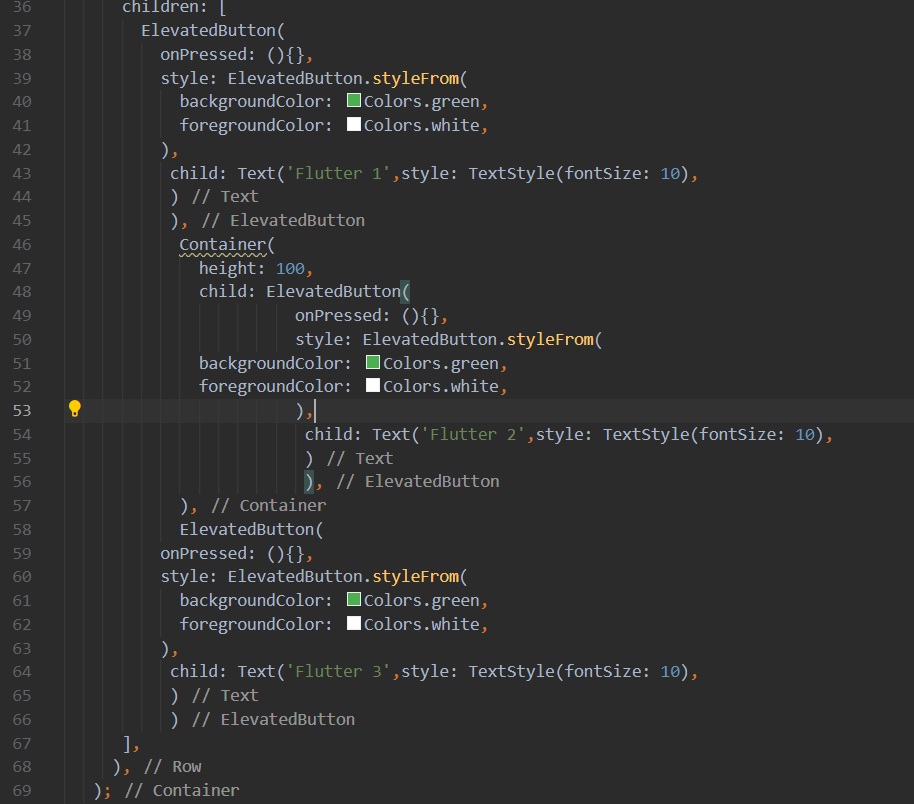 36 children: [
37 ElevatedButton(
38 onPressed: (){},
39 style: ElevatedButton.styleFrom(
40 backgroundColor: Colors.green,
41 foregroundColor: Colors.white,
42 ),
43 child: Text('Flutter 1',style: TextStyle(fontSize: 10),
44 ) // Text
45 ), // ElevatedButton
46 Container(
47 height: 100,
48 child: ElevatedButton(
49 onPressed: (){},
50 style: ElevatedButton.styleFrom(
51 backgroundColor: Colors.green,
52 foregroundColor: Colors.white,
53 ),
54 child: Text('Flutter 2',style: TextStyle(fontSize: 10),
55 ) // Text
56 ), // ElevatedButton
57 ), // Container
58 ElevatedButton(
59 onPressed: (){},
60 style: ElevatedButton.styleFrom(
61 backgroundColor: Colors.green,
62 foregroundColor: Colors.white,
63 ),
64 child: Text('Flutter 3',style: TextStyle(fontSize: 10),
65 ) // Text
66 ) // ElevatedButton
67 ],
68 ), // Row
69 ); // Container